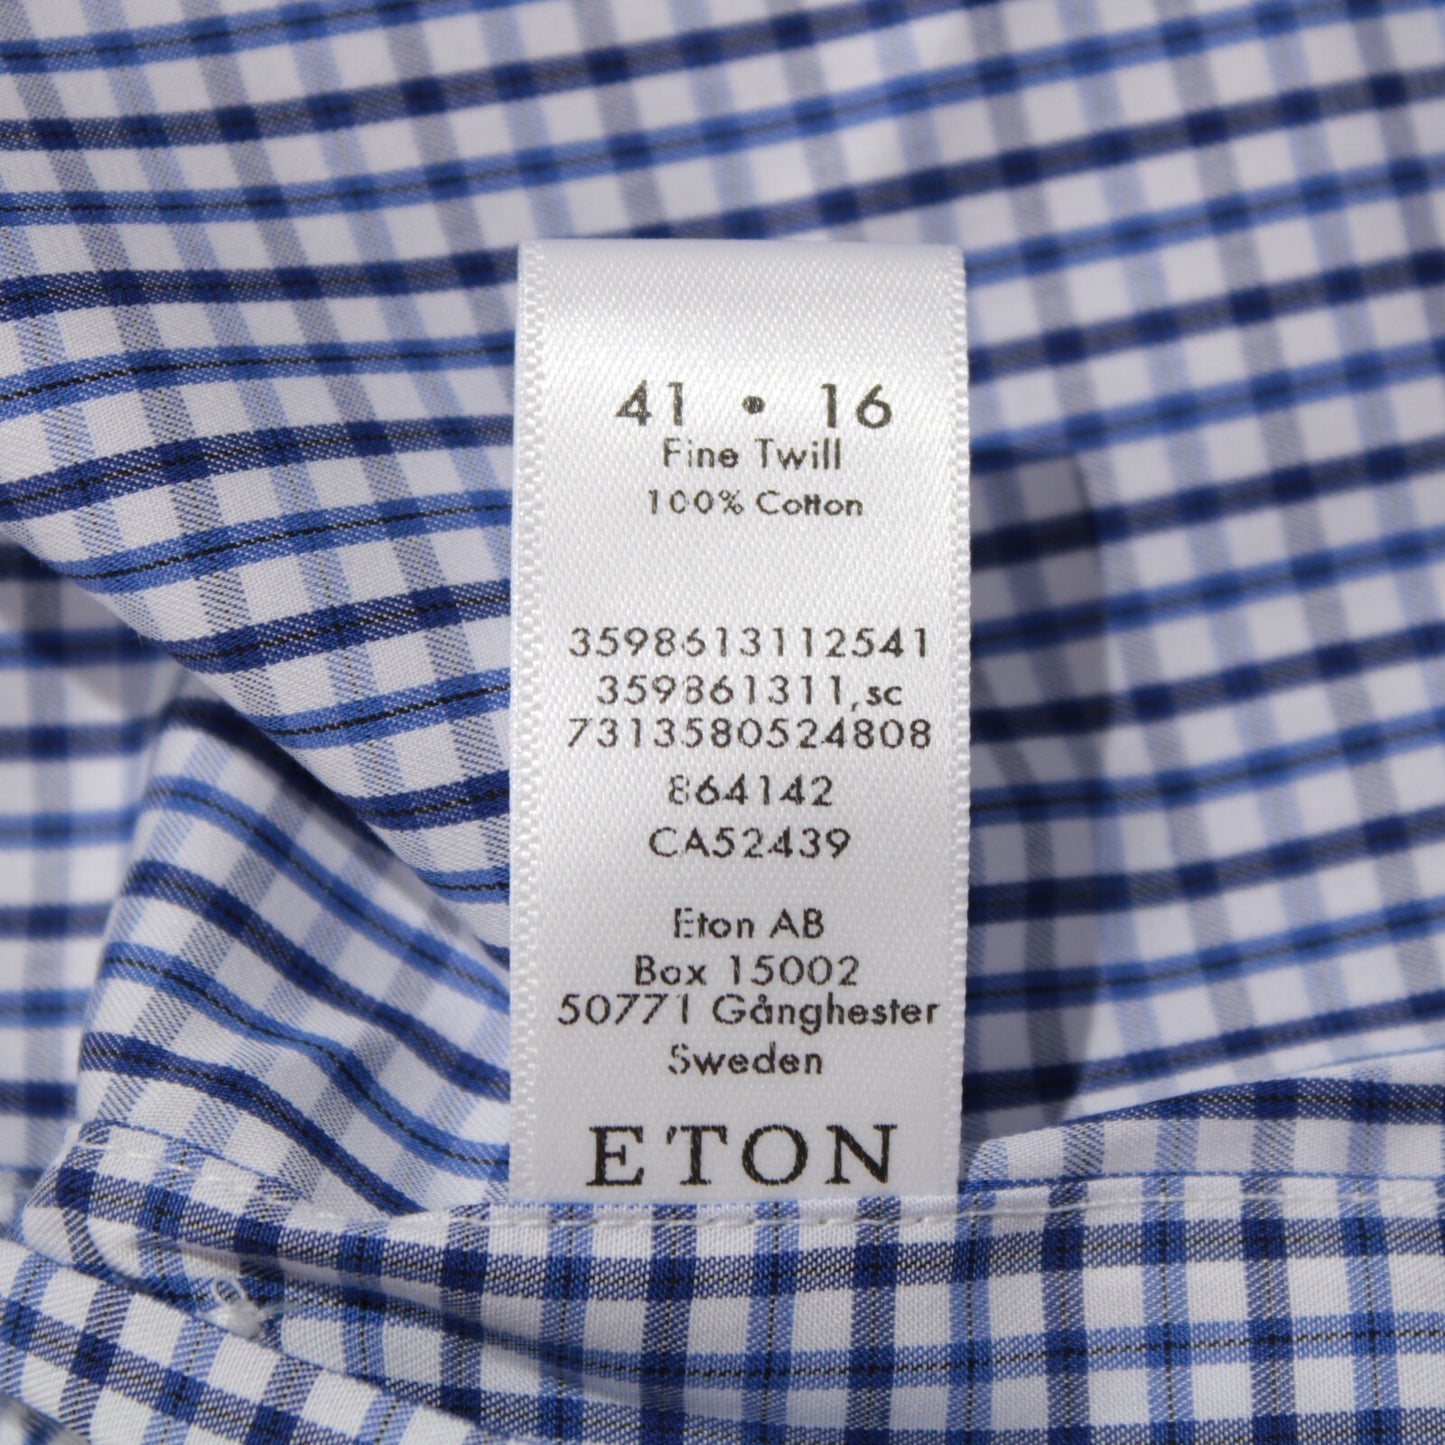 41 • 16
Fine Twill
100% Cotton
3598613112541
359861311,sc
7313580524808
864142
CA52439
Eton AB
Box 15002
50771 Gånghester
Sweden
ETON